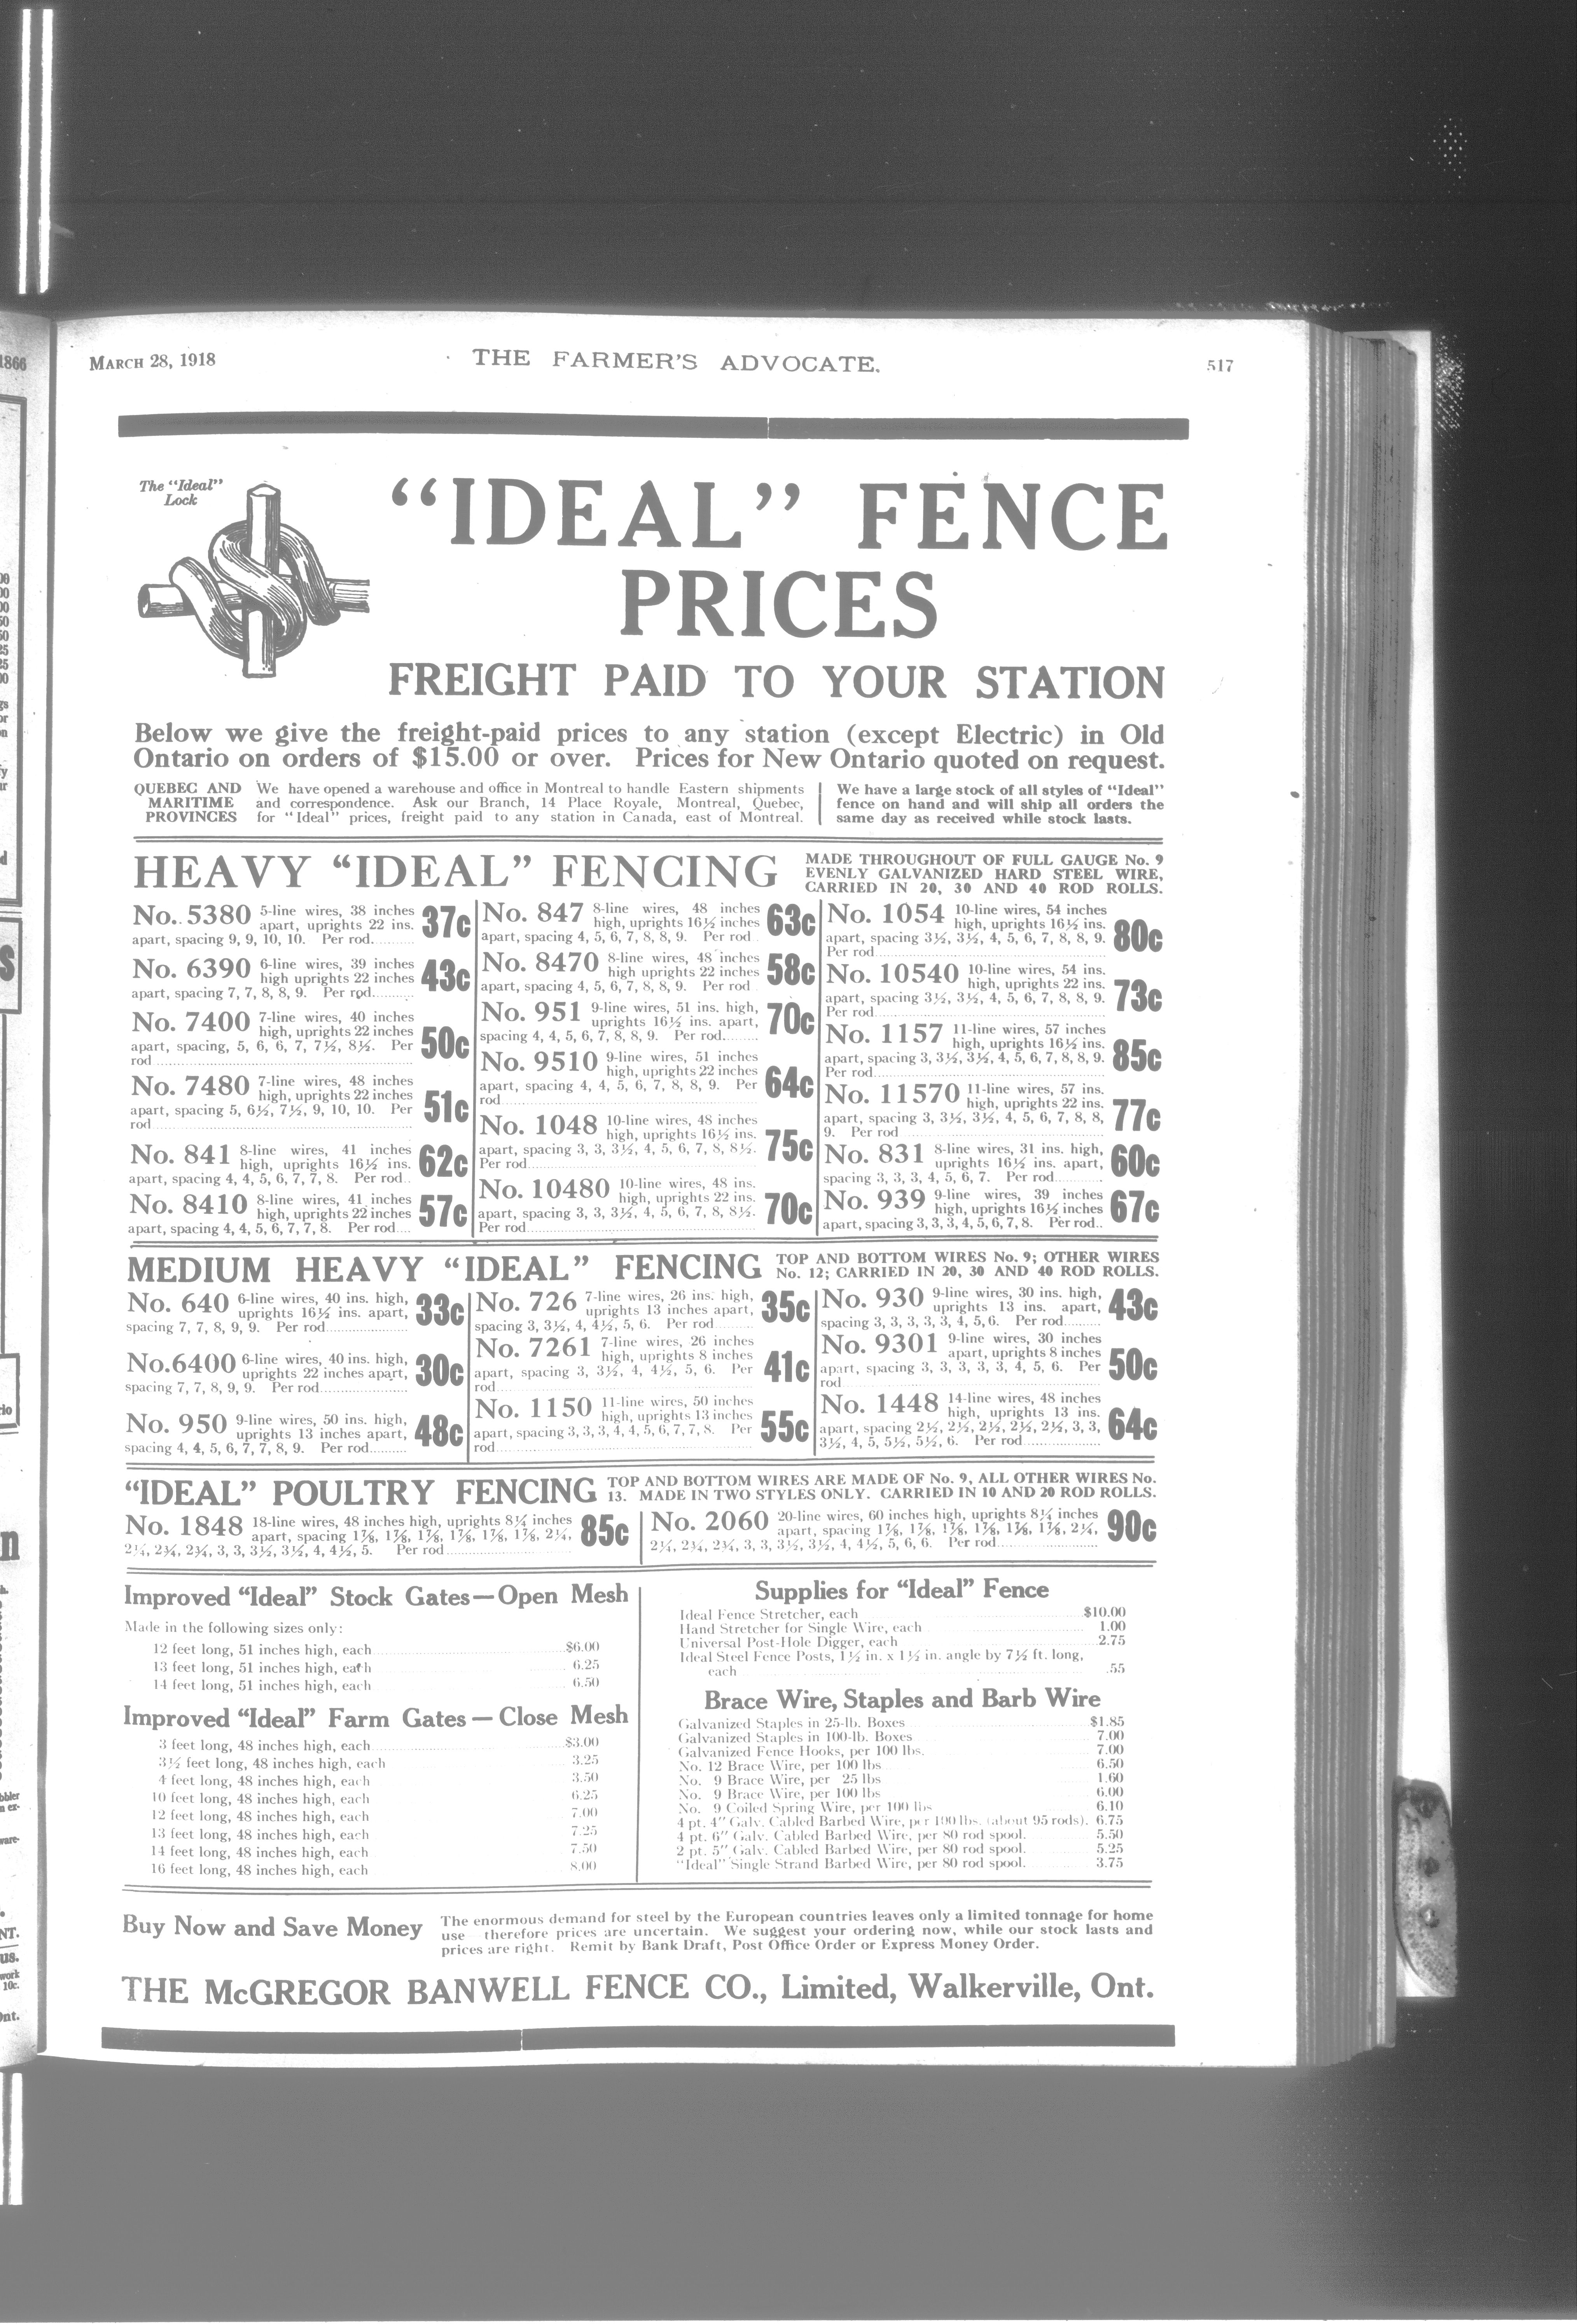 MARCH 28, 1918
THE FARMER'S ADVOCATE.
517
The "Ideal"
Lock
"IDEAL" FENCE
PRICES
FREIGHT PAID TO YOUR STATION
Below we give the freight-paid prices to any station (except Electric) in Old
Ontario on orders of $15.00 or over. Prices for New Ontario quoted on request.
QUEBEC AND
MARITIME
PROVINCES
We have opened a warehouse and office in Montreal to handle Eastern shipments
and correspondence. Ask our Branch, 14 Place Royale, Montreal, Quebec,
for "Ideal" prices, freight paid to any station in Canada, east of Montreal.
We have a large stock of all styles of "Ideal"
fence on hand and will ship all orders the
same day as received while stock lasts.
HEAVY "IDEAL" FENCING
MADE THROUGHOUT OF FULL GAUGE No. 9
EVENLY GALVANIZED HARD STEEL WIRE,
CARRIED IN 20, 30 AND 40 ROD ROLLS.
No. 5380 5-line wires, 38 inches
apart, uprights 22 ins.
apart, spacing 9, 9, 10, 10. Per rod. 37c
No. 6390 6-line wires, 39 inches
high uprights 22 inches
apart, spacing 7, 7, 8, 8, 9. Per rod 43c
No. 7400 7-line wires, 40 inches
high, uprights 22 inches
apart, spacing, 5, 6, 6, 7, 7½, 8½. Per
rod 50c
No. 7480 7-line wires, 48 inches
high, uprights 22 inches
apart, spacing 5, 6½, 7½, 9, 10, 10. Per
rod 51c
No. 841 8-line wires, 41 inches
high, uprights 16½ ins.
apart, spacing 4, 4, 5, 6, 7, 7, 8. Per rod 62c
No. 8410 8-line wires, 41 inches
high, uprights 22 inches
apart, spacing 4, 4, 5, 6, 7, 7, 8. Per rod 57c
No. 847 8-line wires, 48 inches
high, uprights 16½ inches
apart, spacing 4, 5, 6, 7, 8, 8, 9. Per rod 63c
No. 8470 8-line wires, 48 inches
high uprights 22 inches
apart, spacing 4, 5, 6, 7, 8, 8, 9. Per rod 58c
No. 951 9-line wires, 51 ins. high,
uprights 16½ ins. apart,
spacing 4, 4, 5, 6, 7, 8, 8, 9. Per rod 70c
No. 9510 9-line wires, 51 inches
high, uprights 22 inches
apart, spacing 4, 4, 5, 6, 7, 8, 8, 9. Per
rod 64c
No. 1048 10-line wires, 48 inches
high, uprights 16½ ins.
apart, spacing 3, 3, 3½, 4, 5, 6, 7, 8, 8½.
Per rod 75c
No. 10480 10-line wires, 48 ins.
high, uprights 22 ins.
apart, spacing 3, 3, 3½, 4, 5, 6, 7, 8, 8½.
Per rod 70c
No. 1054 10-line wires, 54 inches
high, uprights 16½ ins.
apart, spacing 3½, 3½, 4, 5, 6, 7, 8, 8, 9.
Per rod 80c
No. 10540 10-line wires, 54 ins.
high, uprights 22 ins.
apart, spacing 3½, 3½, 4, 5, 6, 7, 8, 8, 9.
Per rod 73c
No. 1157 11-line wires, 57 inches
high, uprights 16½ ins.
apart, spacing 3, 3½, 3½, 4, 5, 6, 7, 8, 8, 9.
Per rod 85c
No. 11570 11-line wires, 57 ins.
high, uprights 22 ins.
apart, spacing 3, 3½, 3½, 4, 5, 6, 7, 8, 8,
9. Per rod 77c
No. 831 8-line wires, 31 ins. high,
uprights 16½ ins. apart,
spacing 3, 3, 3, 4, 5, 6, 7. Per rod 60c
No. 939 9-line wires, 39 inches
high, uprights 16½ inches
apart, spacing 3, 3, 3, 4, 5, 6, 7, 8. Per rod 67c
MEDIUM HEAVY "IDEAL" FENCING
TOP AND BOTTOM WIRES No. 9; OTHER WIRES
No. 12; CARRIED IN 20, 30 AND 40 ROD ROLLS.
No. 640 6-line wires, 40 ins. high,
uprights 16½ ins. apart,
spacing 7, 7, 8, 9, 9. Per rod 33c
No. 6400 6-line wires, 40 ins. high,
uprights 22 inches apart,
spacing 7, 7, 8, 9, 9. Per rod 30c
No. 950 9-line wires, 50 ins. high,
uprights 13 inches apart,
spacing 4, 4, 5, 6, 7, 7, 8, 9. Per rod 48c
No. 726 7-line wires, 26 ins. high,
uprights 13 inches apart,
spacing 3, 3½, 4, 4½, 5, 6. Per rod 35c
No. 7261 7-line wires, 26 inches
high, uprights 8 inches
apart, spacing 3, 3½, 4, 4½, 5, 6. Per
rod 41c
No. 1150 11-line wires, 50 inches
high, uprights 13 inches
apart, spacing 3, 3, 3, 4, 4, 5, 6, 7, 7, 8. Per
rod 55c
No. 930 9-line wires, 30 ins. high,
uprights 13 ins. apart,
spacing 3, 3, 3, 3, 3, 4, 5, 6. Per rod 43c
No. 9301 9-line wires, 30 inches
apart, uprights 8 inches
apart, spacing 3, 3, 3, 3, 3, 4, 5, 6. Per
rod 50c
No. 1448 14-line wires, 48 inches
high, uprights 13 ins.
apart, spacing 2½, 2½, 2½, 2½, 2½, 3, 3,
3½, 4, 5, 5½, 5½, 6. Per rod 64c
"IDEAL" POULTRY FENCING
TOP AND BOTTOM WIRES ARE MADE OF No. 9, ALL OTHER WIRES No.
13. MADE IN TWO STYLES ONLY. CARRIED IN 10 AND 20 ROD ROLLS.
No. 1848 18-line wires, 48 inches high, uprights 8¼ inches
apart, spacing 1⅞, 1⅞, 1⅞, 1⅞, 1⅞, 1⅞, 2¼,
2¼, 2¾, 2¾, 3, 3, 3½, 3½, 4, 4½, 5. Per rod 85c
No. 2060 20-line wires, 60 inches high, uprights 8¼ inches
apart, spacing 1⅞, 1⅞, 1⅞, 1⅞, 1⅞, 1⅞, 2¼,
2¼, 2¾, 2¾, 3, 3, 3½, 3½, 4, 4½, 5, 6, 6. Per rod 90c
Improved "Ideal" Stock Gates—Open Mesh
Made in the following sizes only:
12 feet long, 51 inches high, each $6.00
13 feet long, 51 inches high, each 6.25
14 feet long, 51 inches high, each 6.50
Improved "Ideal" Farm Gates—Close Mesh
3 feet long, 48 inches high, each $3.00
3½ feet long, 48 inches high, each 3.25
4 feet long, 48 inches high, each 3.50
10 feet long, 48 inches high, each 6.25
12 feet long, 48 inches high, each 7.00
13 feet long, 48 inches high, each 7.25
14 feet long, 48 inches high, each 7.50
16 feet long, 48 inches high, each 8.00
Supplies for "Ideal" Fence
Ideal Fence Stretcher, each $10.00
Hand Stretcher for Single Wire, each 1.00
Universal Post-Hole Digger, each 2.75
Ideal Steel Fence Posts, 1½ in. x 1½ in. angle by 7½ ft. long,
each .55
Brace Wire, Staples and Barb Wire
Galvanized Staples in 25-lb. Boxes $1.85
Galvanized Staples in 100-lb. Boxes 7.00
Galvanized Fence Hooks, per 100 lbs. 7.00
No. 12 Brace Wire, per 100 lbs 6.50
No. 9 Brace Wire, per 25 lbs 1.60
No. 9 Brace Wire, per 100 lbs 6.00
No. 9 Coiled Spring Wire, per 100 lbs 6.10
4 pt. 4" Galv. Cabled Barbed Wire, per 100 lbs. (about 95 rods). 6.75
4 pt. 6" Galv. Cabled Barbed Wire, per 80 rod spool. 5.50
2 pt. 5" Galv. Cabled Barbed Wire, per 80 rod spool. 5.25
"Ideal" Single Strand Barbed Wire, per 80 rod spool. 3.75
Buy Now and Save Money
The enormous demand for steel by the European countries leaves only a limited tonnage for home
use therefore prices are uncertain. We suggest your ordering now, while our stock lasts and
prices are right. Remit by Bank Draft, Post Office Order or Express Money Order.
THE McGREGOR BANWELL FENCE CO., Limited, Walkerville, Ont.